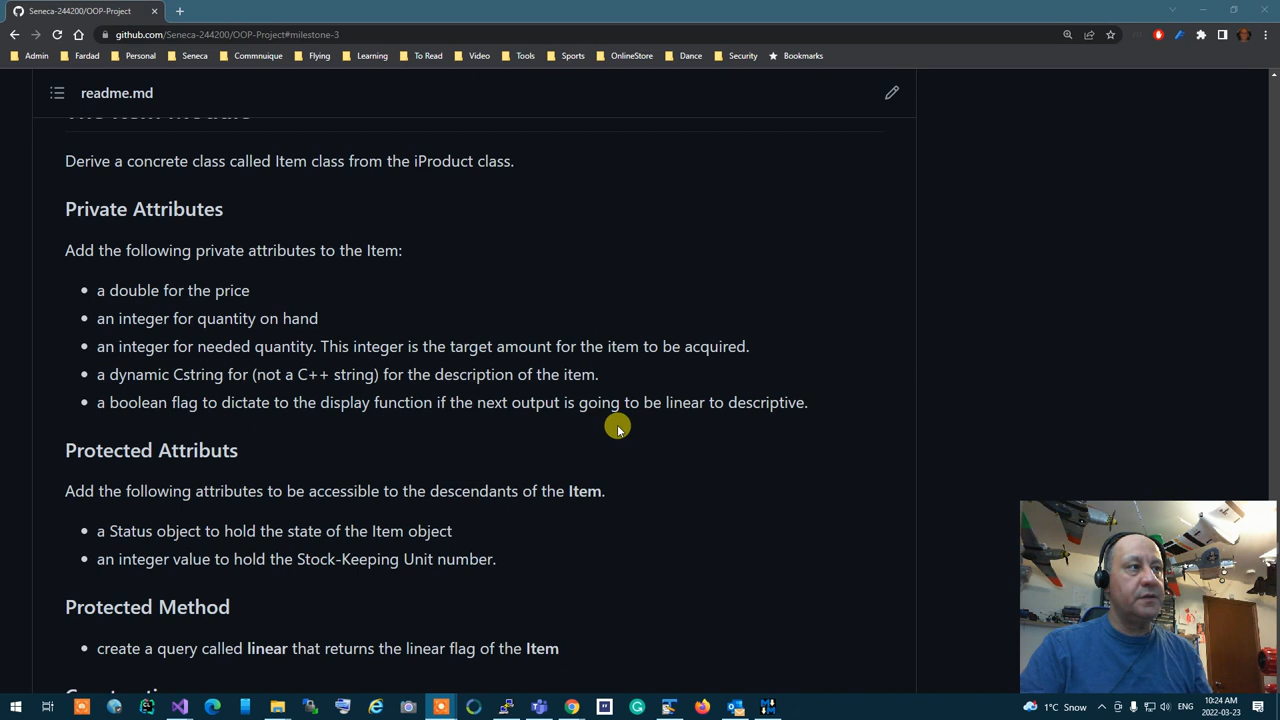 Seneca-244200/OOP-Project
github.com/Seneca-244200/OOP-Project#milestone-3
Admin Fardad Personal Seneca Commnuique Flying Learning To Read Video Tools Sports OnlineStore Dance Security Bookmarks
readme.md
The Item Module
Derive a concrete class called Item class from the iProduct class.
Private Attributes
Add the following private attributes to the Item:
• a double for the price
• an integer for quantity on hand
• an integer for needed quantity. This integer is the target amount for the item to be acquired.
• a dynamic Cstring for (not a C++ string) for the description of the item.
• a boolean flag to dictate to the display function if the next output is going to be linear to descriptive.
Protected Attributs
Add the following attributes to be accessible to the descendants of the Item.
• a Status object to hold the state of the Item object
• an integer value to hold the Stock-Keeping Unit number.
Protected Method
• create a query called linear that returns the linear flag of the Item
1°C Snow
ENG
10:24 AM
2022-03-23